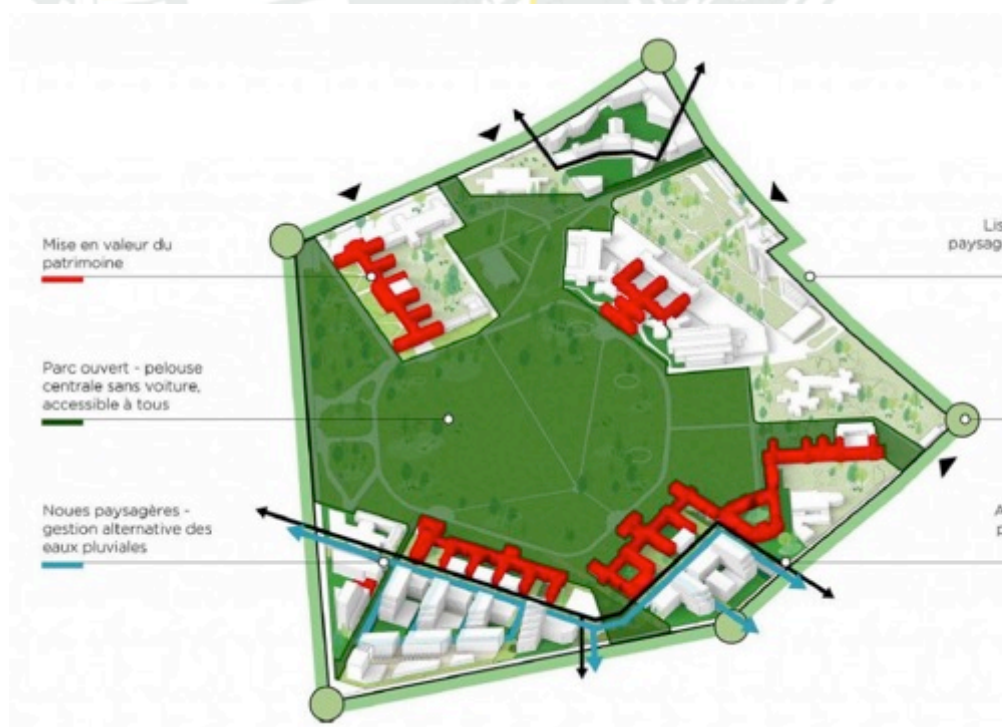 Mise en valeur du
patrimoine
Parc ouvert - pelouse
centrale sans voiture,
accessible à tous
Noues paysagères -
gestion alternative des
eaux pluviales
Lis
paysag
A
p